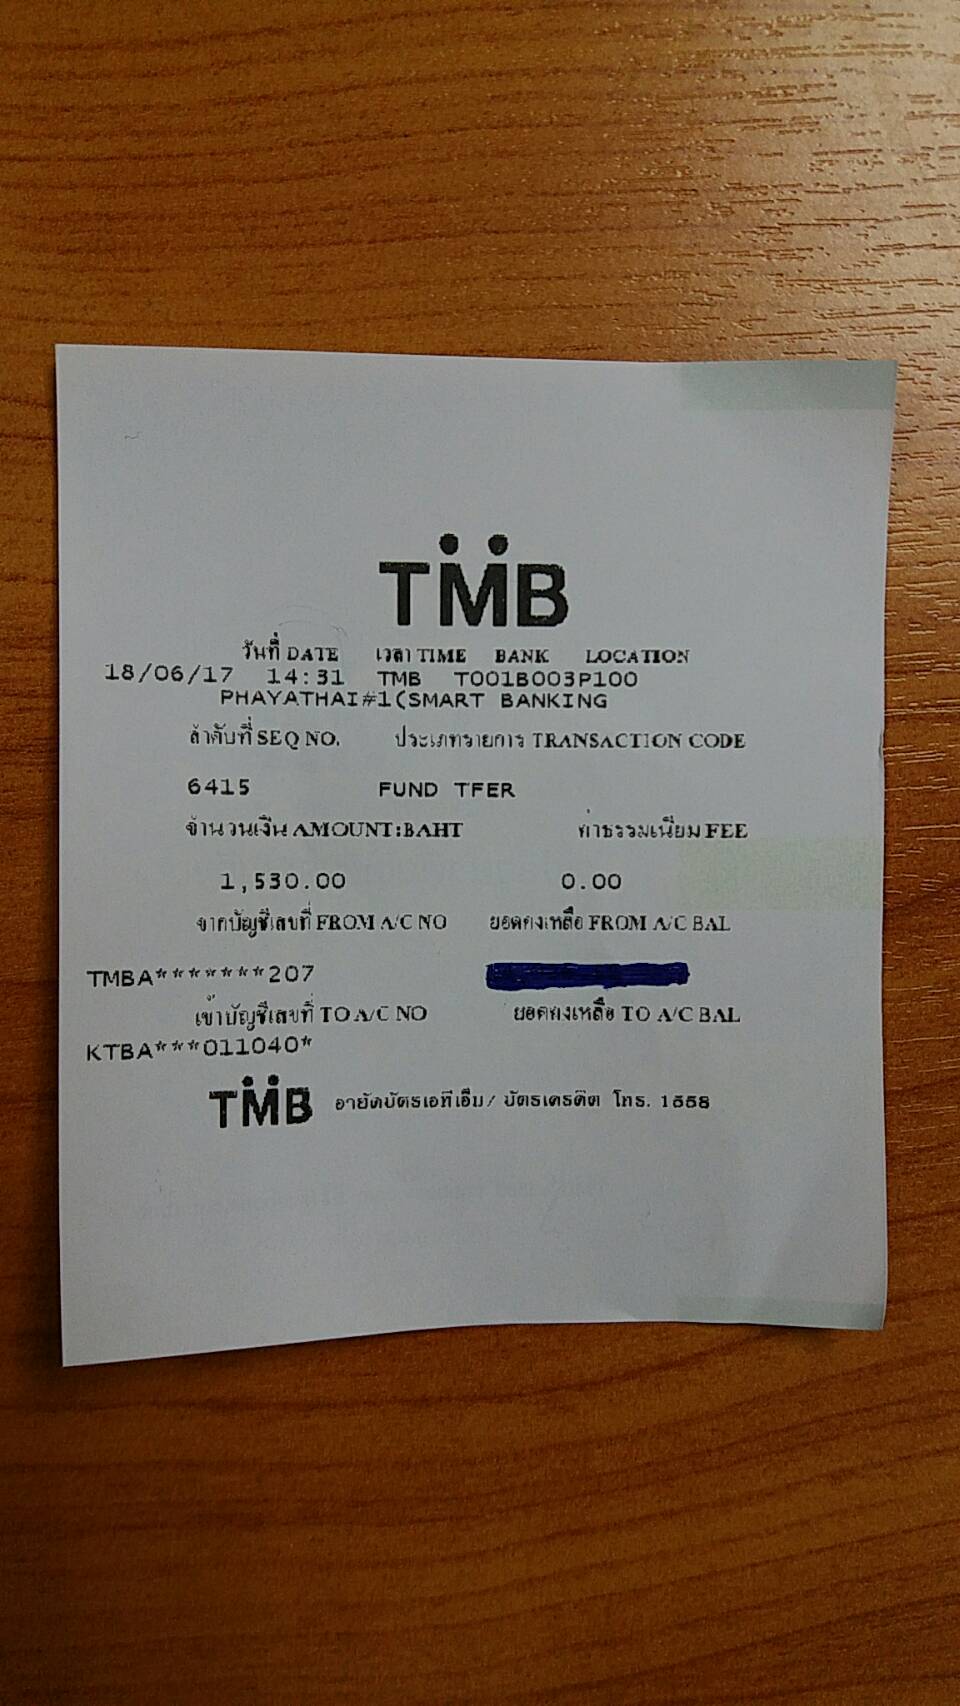 TMB
วันที่ DATE เวลา TIME BANK LOCATION
18/06/17 14:31 TMB T001B003P100
PHAYATHAI#1(SMART BANKING
ลำดับที่ SEQ NO. ประเภทรายการ TRANSACTION CODE
6415 FUND TFER
จำนวนเงิน AMOUNT:BAHT ค่าธรรมเนียม FEE
1,530.00 0.00
จากบัญชีเลขที่ FROM A/C NO ยอดคงเหลือ FROM A/C BAL
TMBA*******207
เข้าบัญชีเลขที่ TO A/C NO ยอดคงเหลือ TO A/C BAL
KTBA***011040*
TMB อายัดบัตรเอทีเอ็ม/ บัตรเครดิต โทร. 1558